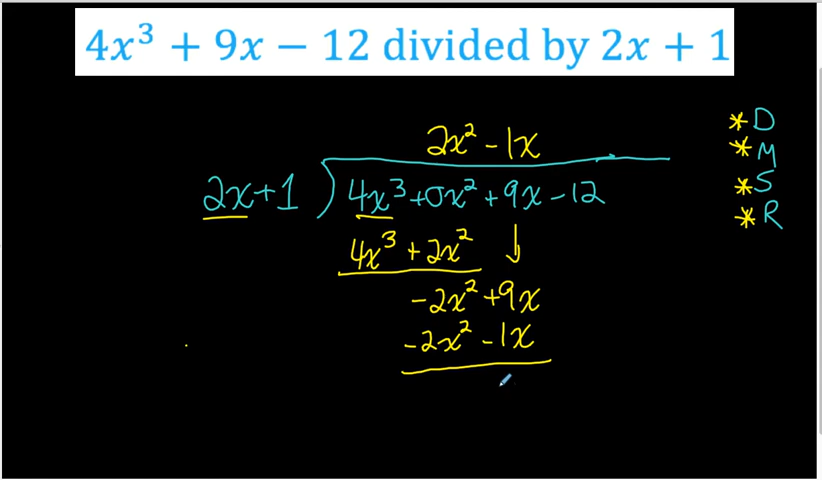 4x³ + 9x − 12 divided by 2x + 1
2x² - 1x
2x+1 ) 4x³+0x²+9x-12
4x³ +2x²
-2x²+9x
-2x² -1x
* D
* M
* S
* R